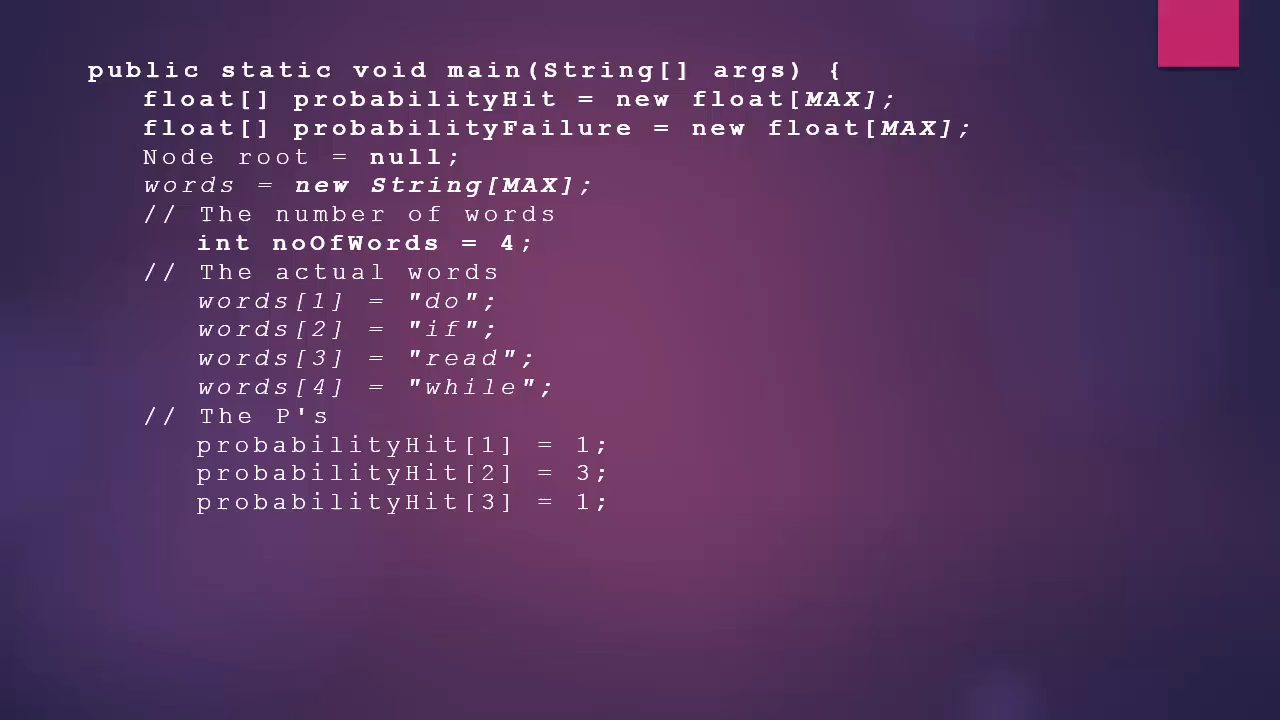 public static void main(String[] args) {
float[] probabilityHit = new float[MAX];
float[] probabilityFailure = new float[MAX];
Node root = null;
words = new String[MAX];
// The number of words
int noOfWords = 4;
// The actual words
words[1] = "do";
words[2] = "if";
words[3] = "read";
words[4] = "while";
// The P's
probabilityHit[1] = 1;
probabilityHit[2] = 3;
probabilityHit[3] = 1;